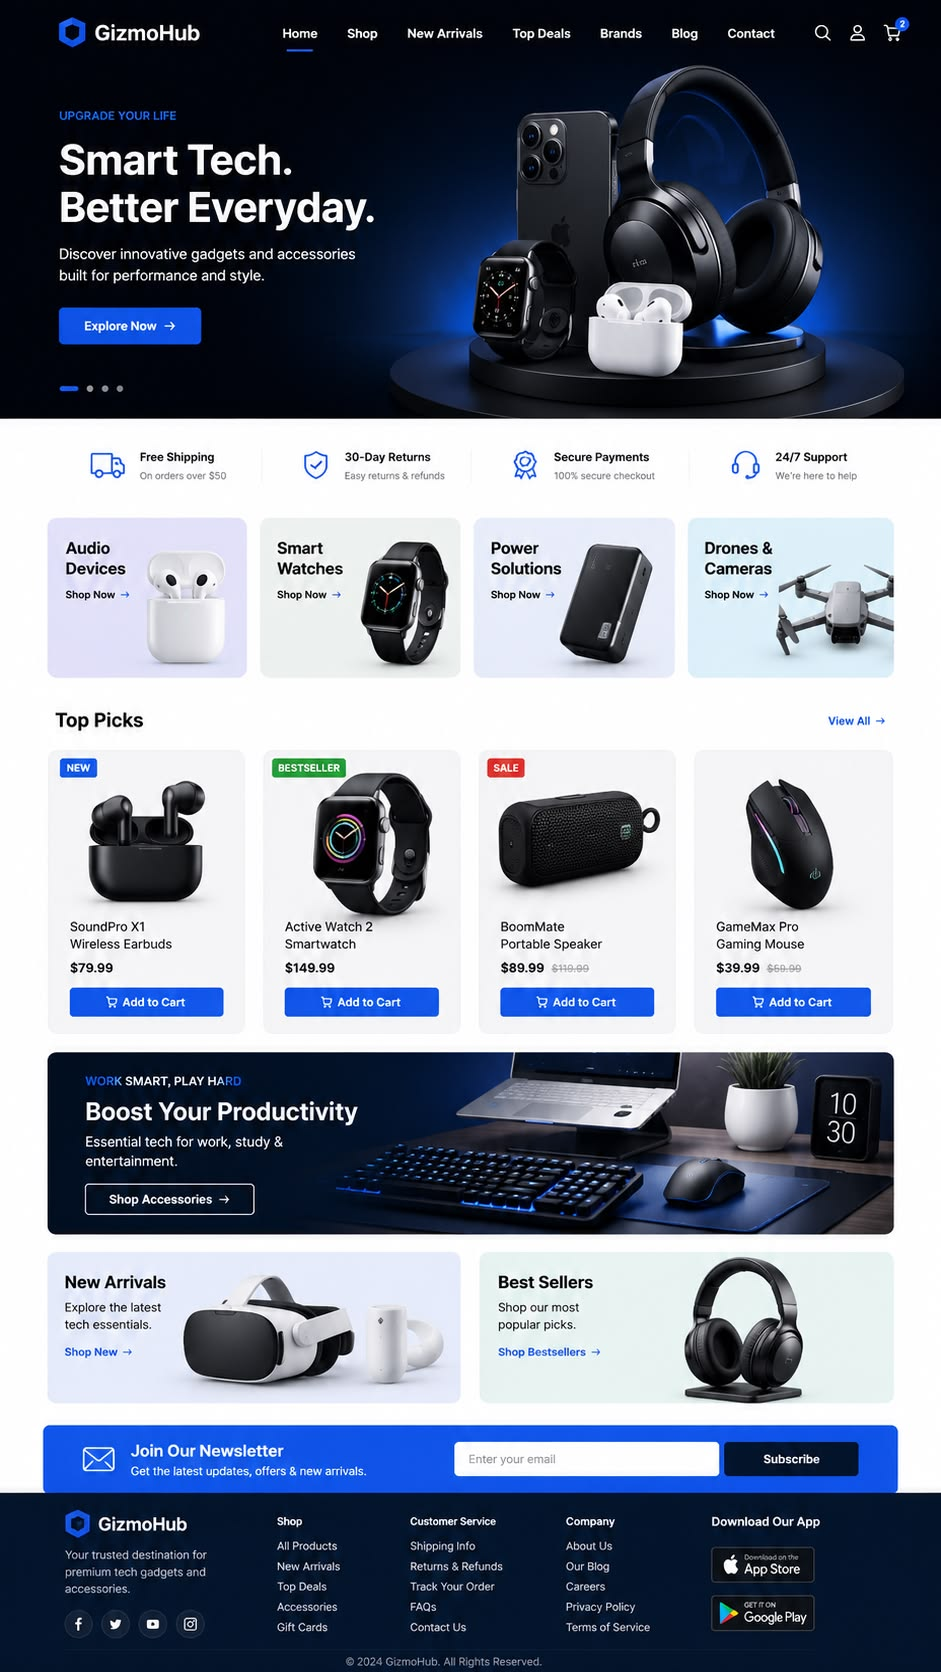 GizmoHub
Home
Shop
New Arrivals
Top Deals
Brands
Blog
Contact
2
UPGRADE YOUR LIFE
Smart Tech.
Better Everyday.
Discover innovative gadgets and accessories
built for performance and style.
Explore Now →
Free Shipping
On orders over $50
30-Day Returns
Easy returns & refunds
Secure Payments
100% secure checkout
24/7 Support
We're here to help
Audio
Devices
Shop Now →
Smart
Watches
Shop Now →
Power
Solutions
Shop Now →
Drones &
Cameras
Shop Now →
Top Picks
View All →
NEW
SoundPro X1
Wireless Earbuds
$79.99
Add to Cart
BESTSELLER
Active Watch 2
Smartwatch
$149.99
Add to Cart
SALE
BoomMate
Portable Speaker
$89.99 $119.99
Add to Cart
GameMax Pro
Gaming Mouse
$39.99 $59.99
Add to Cart
WORK SMART, PLAY HARD
Boost Your Productivity
Essential tech for work, study &
entertainment.
Shop Accessories →
10
30
New Arrivals
Explore the latest
tech essentials.
Shop New →
Best Sellers
Shop our most
popular picks.
Shop Bestsellers →
Join Our Newsletter
Get the latest updates, offers & new arrivals.
Enter your email
Subscribe
GizmoHub
Your trusted destination for
premium tech gadgets and
accessories.
Shop
All Products
New Arrivals
Top Deals
Accessories
Gift Cards
Customer Service
Shipping Info
Returns & Refunds
Track Your Order
FAQs
Contact Us
Company
About Us
Our Blog
Careers
Privacy Policy
Terms of Service
Download Our App
Download on the
App Store
GET IT ON
Google Play
© 2024 GizmoHub. All Rights Reserved.